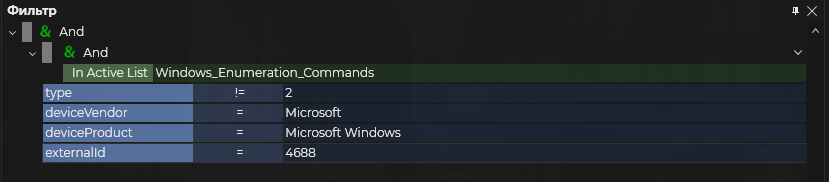 Фильтр
& And
& And
In Active List Windows_Enumeration_Commands
type != 2
deviceVendor = Microsoft
deviceProduct = Microsoft Windows
externalId = 4688